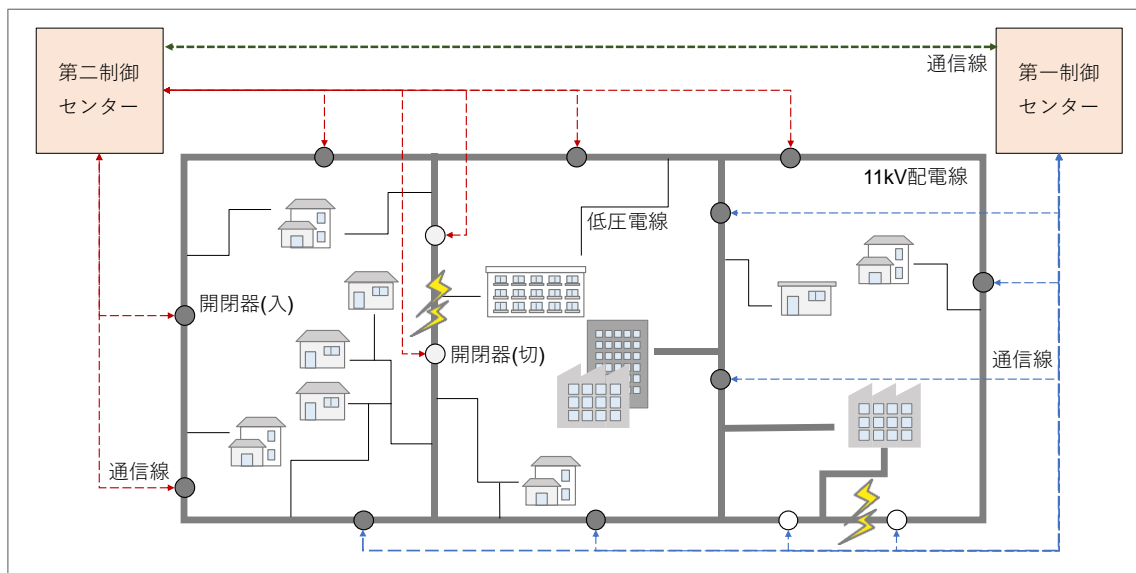 第二制御
センター
通信線
第一制御
センター
11kV配電線
低圧電線
開閉器(入)
開閉器(切)
通信線
通信線